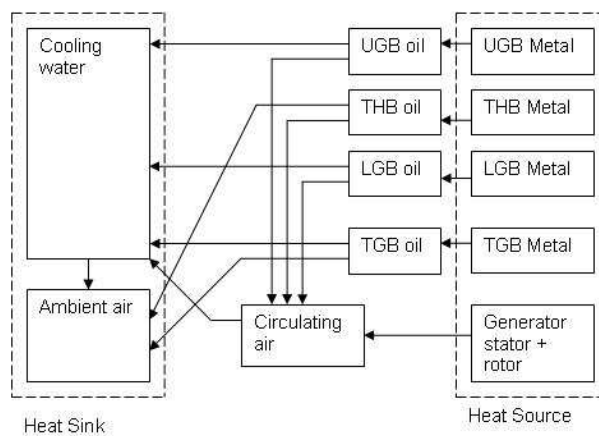 Cooling
water
UGB oil
UGB Metal
THB oil
THB Metal
LGB oil
LGB Metal
TGB oil
TGB Metal
Ambient air
Circulating
air
Generator
stator +
rotor
Heat Sink
Heat Source